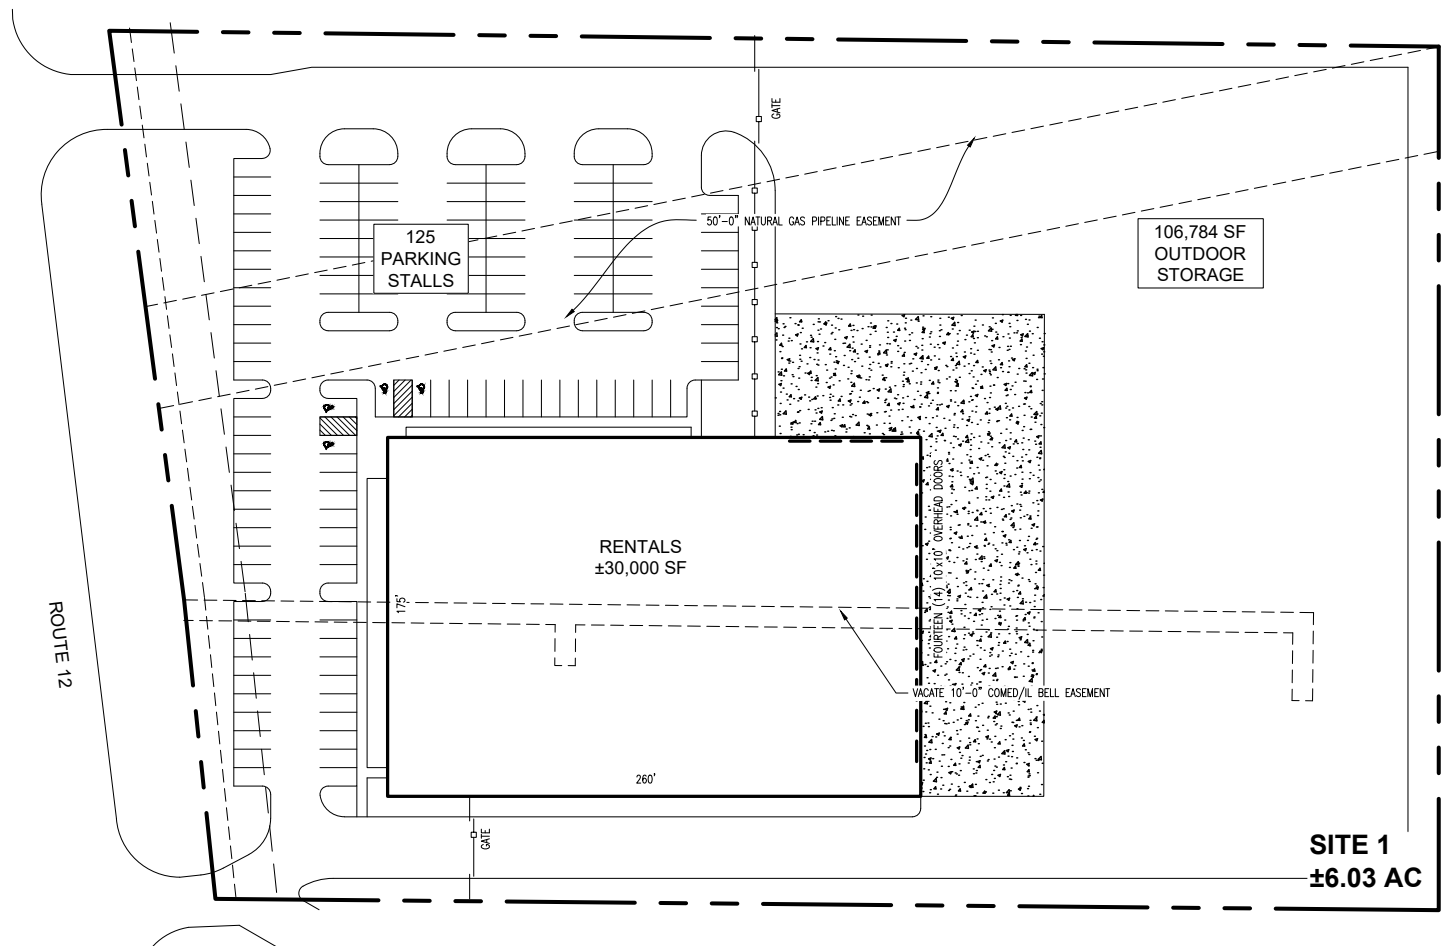 GATE
50'-0" NATURAL GAS PIPELINE EASEMENT
125
PARKING
STALLS
106,784 SF
OUTDOOR
STORAGE
RENTALS
±30,000 SF
175'
FOURTEEN (14) 10'x10' OVERHEAD DOORS
ROUTE 12
VACATE 10'-0" COMED/IL BELL EASEMENT
260'
GATE
SITE 1
±6.03 AC